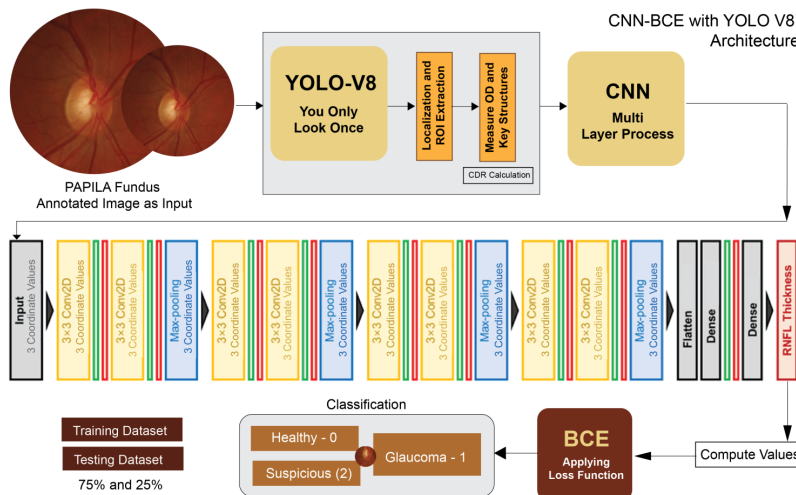 CNN-BCE with YOLO V8
Architecture
YOLO-V8
You Only
Look Once
Localization and
ROI Extraction
Measure OD and
Key Structures
CDR Calculation
CNN
Multi
Layer Process
PAPILA Fundus
Annotated Image as Input
Input
3 Coordinate Values
3×3 Conv2D
3 Coordinate Values
3×3 Conv2D
3 Coordinate Values
Max-pooling
3 Coordinate Values
3×3 Conv2D
3 Coordinate Values
3×3 Conv2D
3 Coordinate Values
Max-pooling
3 Coordinate Values
3×3 Conv2D
3 Coordinate Values
3×3 Conv2D
3 Coordinate Values
Max-pooling
3 Coordinate Values
3×3 Conv2D
3 Coordinate Values
3×3 Conv2D
3 Coordinate Values
Max-pooling
3 Coordinate Values
Flatten
Dense
Dense
RNFL Thickness
Classification
Training Dataset
Testing Dataset
75% and 25%
Healthy - 0
Suspicious (2)
Glaucoma - 1
BCE
Applying
Loss Function
Compute Values